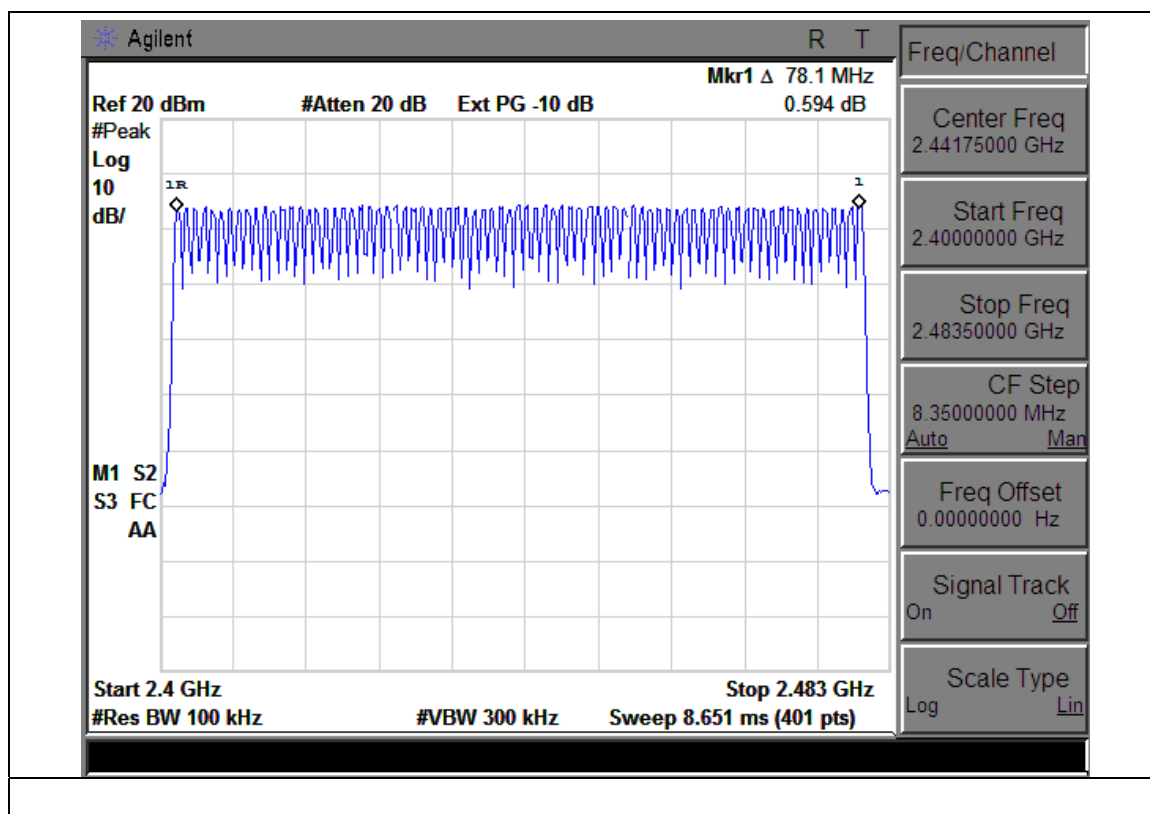 Agilent R T
Mkr1 Δ 78.1 MHz
Ref 20 dBm #Atten 20 dB Ext PG -10 dB 0.594 dB
#Peak
Log
10
dB/
1R
1
M1 S2
S3 FC
AA
Start 2.4 GHz Stop 2.483 GHz
#Res BW 100 kHz #VBW 300 kHz Sweep 8.651 ms (401 pts)
Freq/Channel
Center Freq
2.44175000 GHz
Start Freq
2.40000000 GHz
Stop Freq
2.48350000 GHz
CF Step
8.35000000 MHz
Auto Man
Freq Offset
0.00000000 Hz
Signal Track
On Off
Scale Type
Log Lin